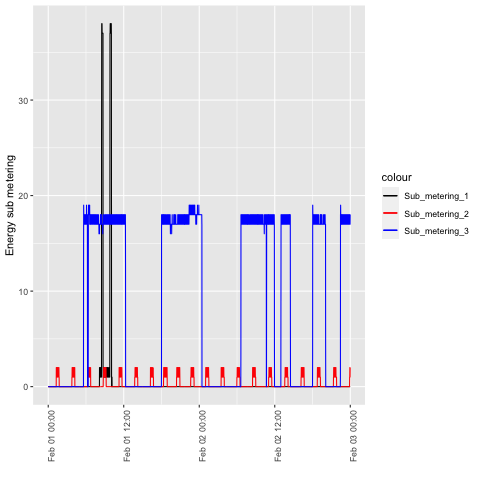 Energy sub metering
30
20
10
0
Feb 01 00:00
Feb 01 12:00
Feb 02 00:00
Feb 02 12:00
Feb 03 00:00
colour
Sub_metering_1
Sub_metering_2
Sub_metering_3